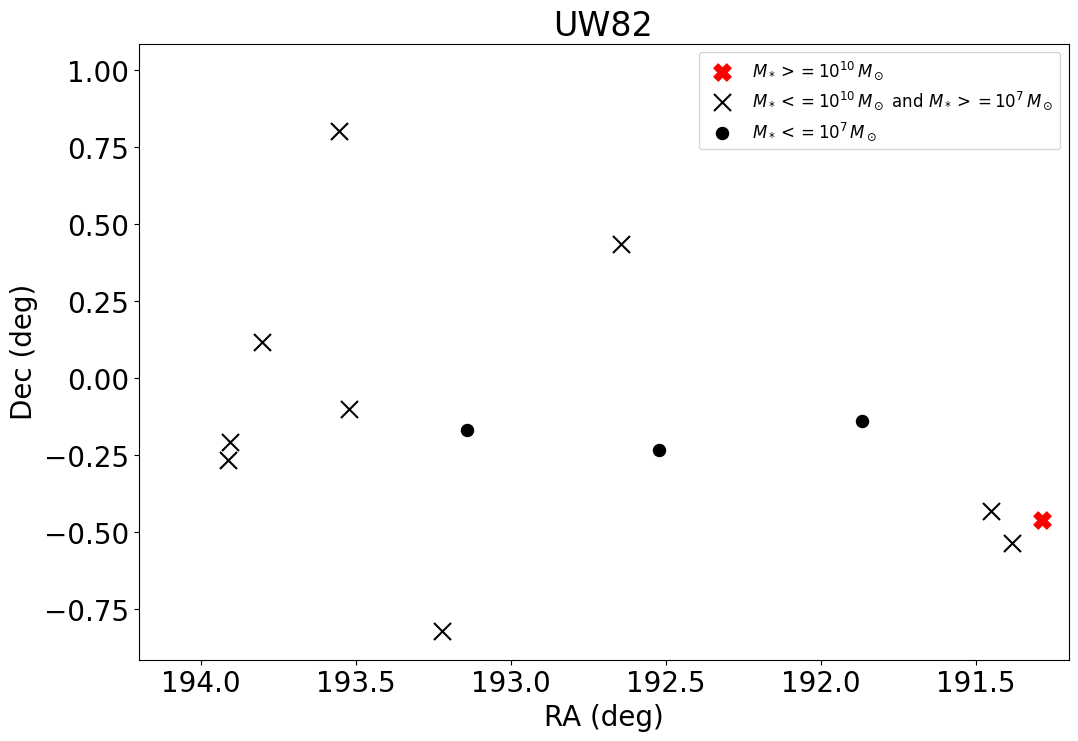 UW82
M* >= 10^10 M⊙
M* <= 10^10 M⊙ and M* >= 10^7 M⊙
M* <= 10^7 M⊙
Dec (deg)
1.00
0.75
0.50
0.25
0.00
−0.25
−0.50
−0.75
194.0 193.5 193.0 192.5 192.0 191.5
RA (deg)